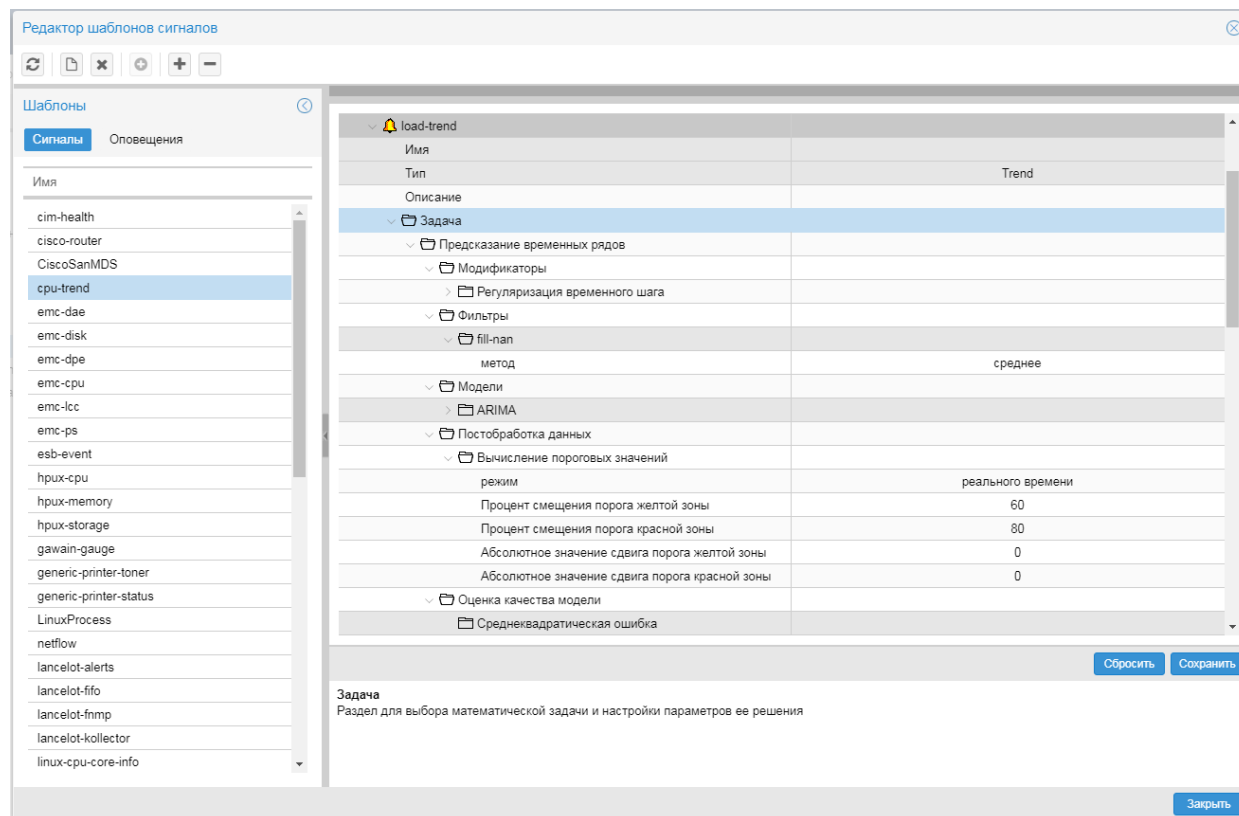 Редактор шаблонов сигналов
Шаблоны
Сигналы Оповещения
Имя
cim-health
cisco-router
CiscoSanMDS
cpu-trend
emc-dae
emc-disk
emc-dpe
emc-cpu
emc-lcc
emc-ps
esb-event
hpux-cpu
hpux-memory
hpux-storage
gawain-gauge
generic-printer-toner
generic-printer-status
LinuxProcess
netflow
lancelot-alerts
lancelot-fifo
lancelot-fnmp
lancelot-kollector
linux-cpu-core-info
load-trend
Имя
Тип Trend
Описание
Задача
Предсказание временных рядов
Модификаторы
Регуляризация временного шага
Фильтры
fill-nan
метод среднее
Модели
ARIMA
Постобработка данных
Вычисление пороговых значений
режим реального времени
Процент смещения порога желтой зоны 60
Процент смещения порога красной зоны 80
Абсолютное значение сдвига порога желтой зоны 0
Абсолютное значение сдвига порога красной зоны 0
Оценка качества модели
Среднеквадратическая ошибка
Сбросить Сохранить
Задача
Раздел для выбора математической задачи и настройки параметров ее решения
Закрыть